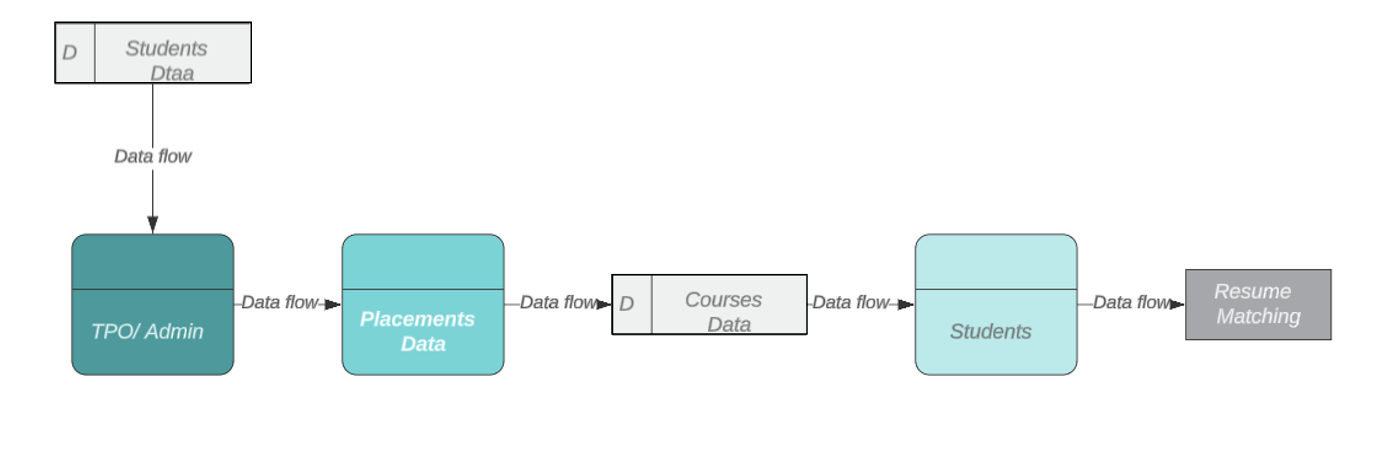 D
Students
Dtaa
Data flow
TPO/ Admin
Data flow
Placements
Data
Data flow
D
Courses
Data
Data flow
Students
Data flow
Resume
Matching